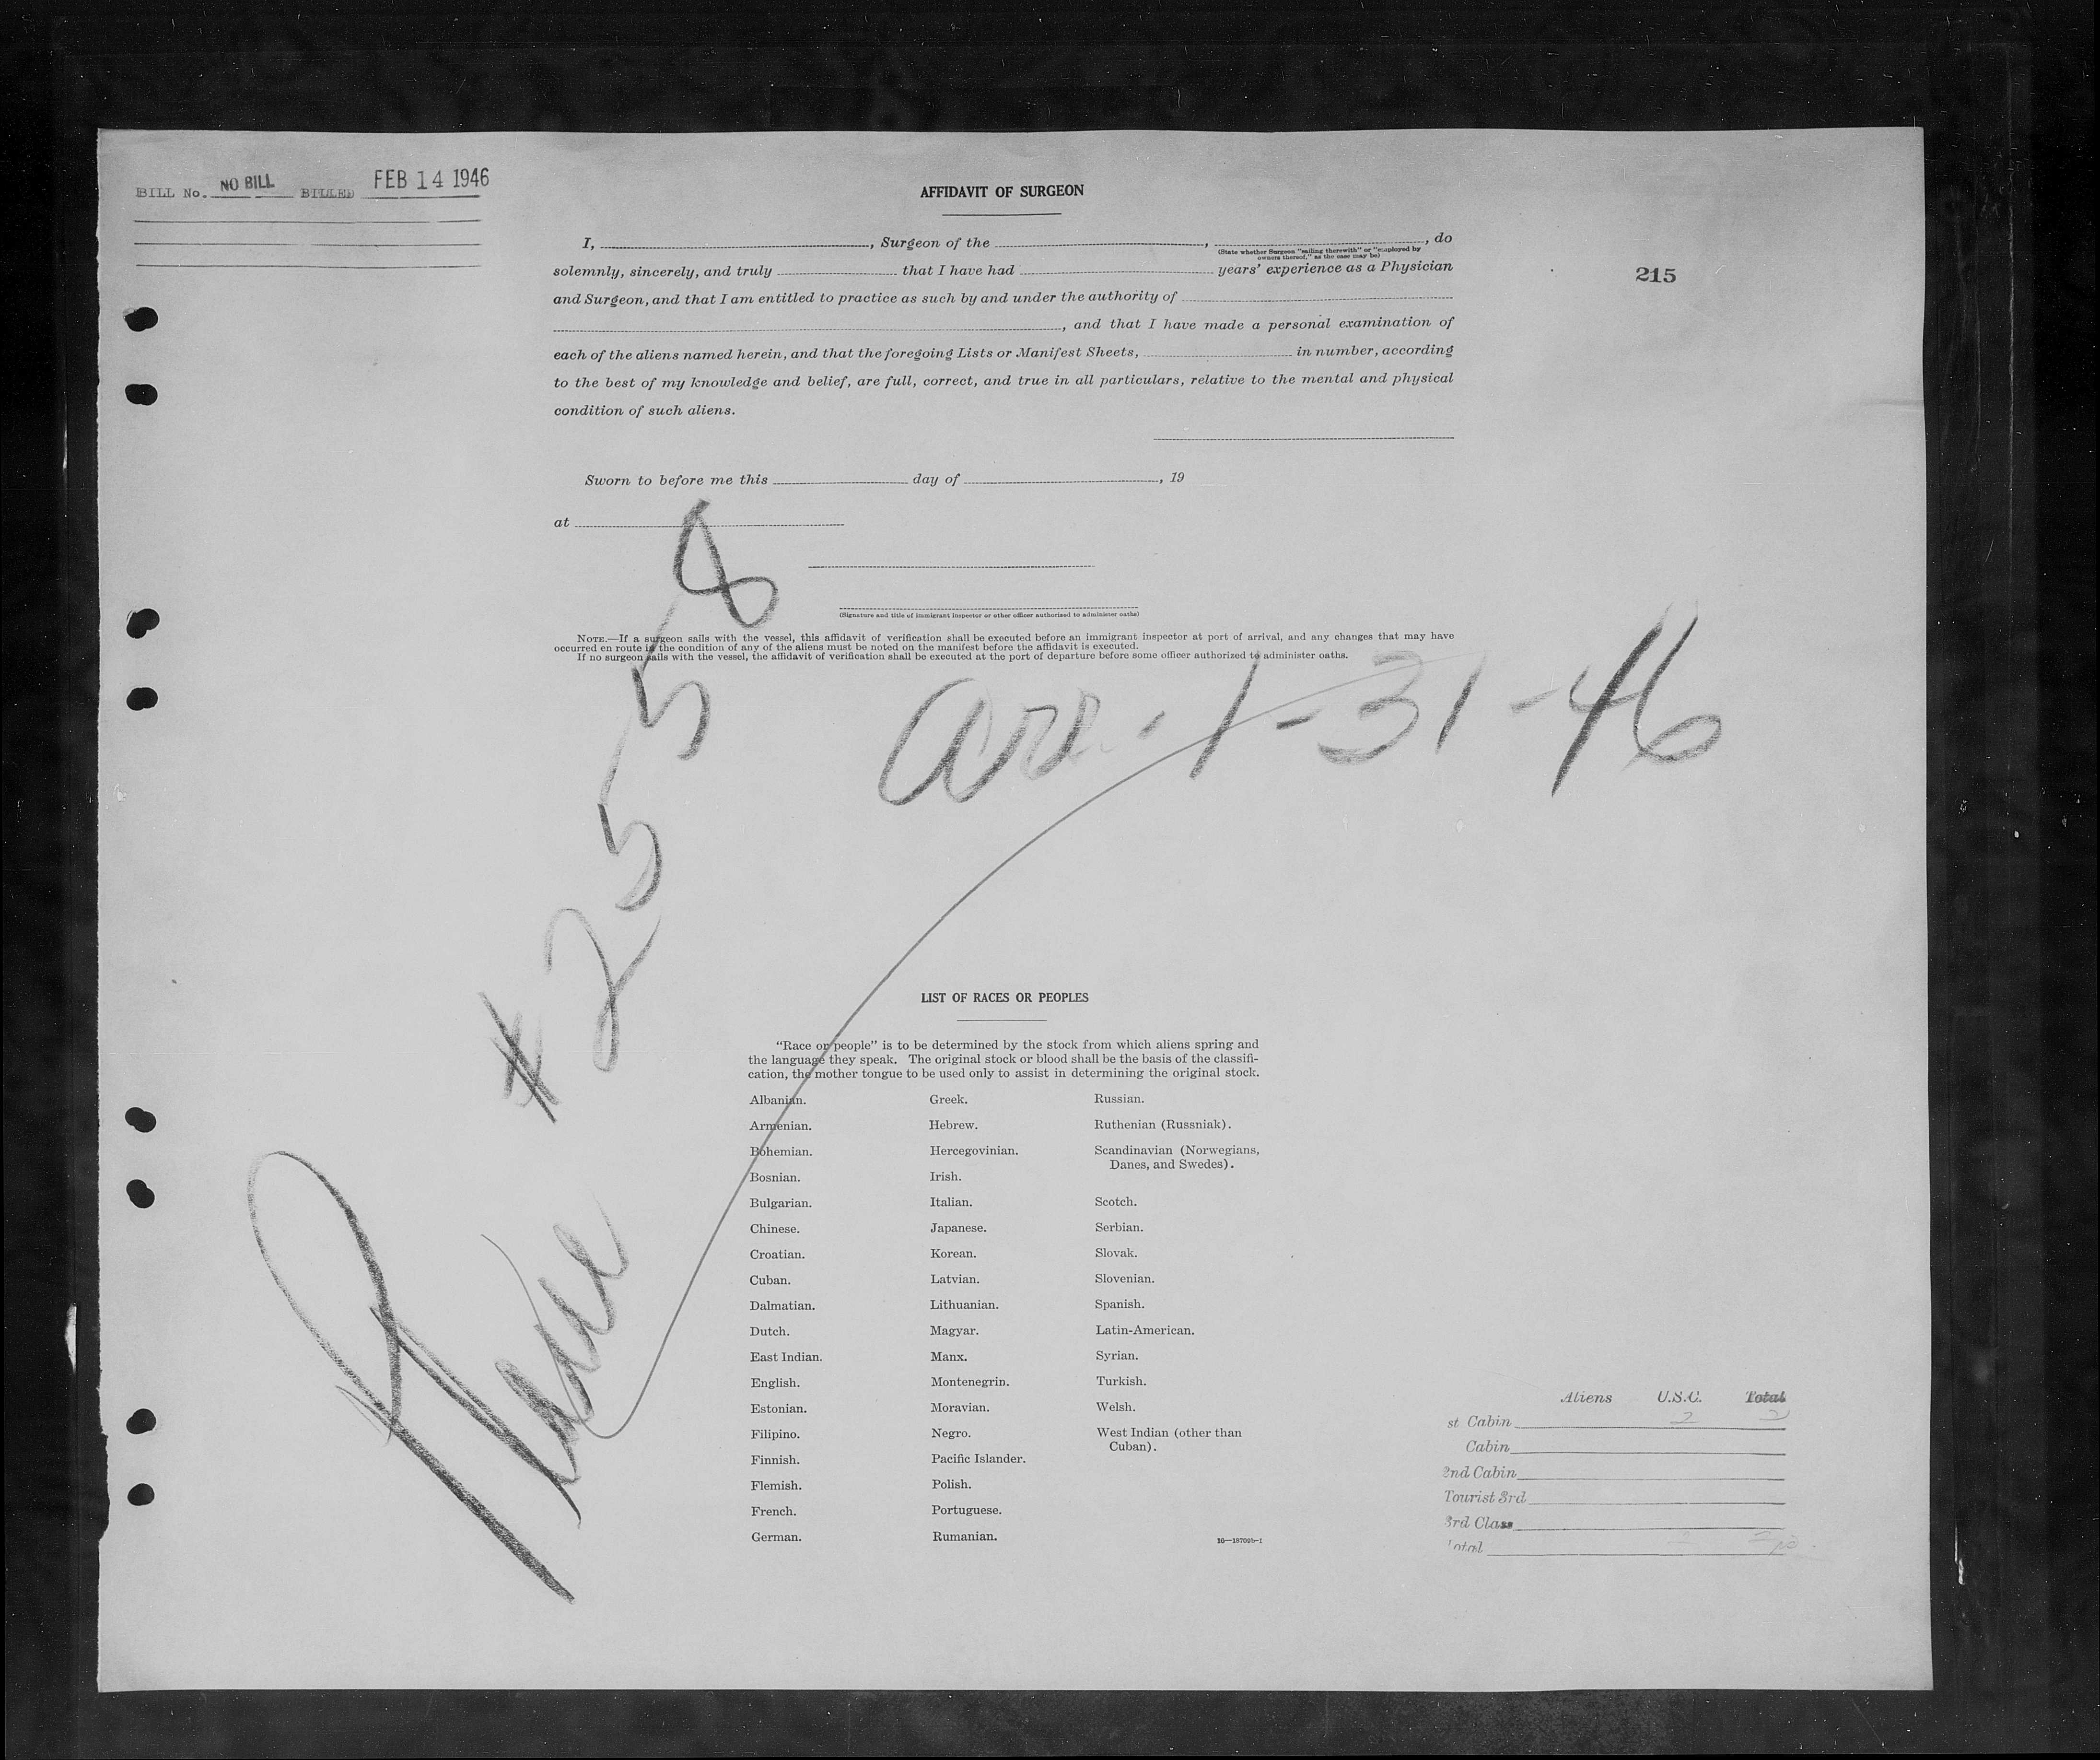 BILL No. NO BILL BILLED FEB 14 1946
AFFIDAVIT OF SURGEON
215
I, , Surgeon of the , , do
(State whether Surgeon "sailing therewith" or "employed by
owners thereof," as the case may be)
solemnly, sincerely, and truly that I have had years' experience as a Physician
and Surgeon, and that I am entitled to practice as such by and under the authority of
, and that I have made a personal examination of
each of the aliens named herein, and that the foregoing Lists or Manifest Sheets, in number, according
to the best of my knowledge and belief, are full, correct, and true in all particulars, relative to the mental and physical
condition of such aliens.
Sworn to before me this day of , 19
at
(Signature and title of immigrant inspector or other officer authorized to administer oaths)
NOTE.—If a surgeon sails with the vessel, this affidavit of verification shall be executed before an immigrant inspector at port of arrival, and any changes that may have
occurred en route in the condition of any of the aliens must be noted on the manifest before the affidavit is executed.
If no surgeon sails with the vessel, the affidavit of verification shall be executed at the port of departure before some officer authorized to administer oaths.
arr. 1-31-46
Plane # 2558
LIST OF RACES OR PEOPLES
"Race or people" is to be determined by the stock from which aliens spring and
the language they speak. The original stock or blood shall be the basis of the classifi-
cation, the mother tongue to be used only to assist in determining the original stock.
Albanian.
Armenian.
Bohemian.
Bosnian.
Bulgarian.
Chinese.
Croatian.
Cuban.
Dalmatian.
Dutch.
East Indian.
English.
Estonian.
Filipino.
Finnish.
Flemish.
French.
German.
Greek.
Hebrew.
Hercegovinian.
Irish.
Italian.
Japanese.
Korean.
Latvian.
Lithuanian.
Magyar.
Manx.
Montenegrin.
Moravian.
Negro.
Pacific Islander.
Polish.
Portuguese.
Rumanian.
Russian.
Ruthenian (Russniak).
Scandinavian (Norwegians,
Danes, and Swedes).
Scotch.
Serbian.
Slovak.
Slovenian.
Spanish.
Latin-American.
Syrian.
Turkish.
Welsh.
West Indian (other than
Cuban).
16—18709b-1
Aliens U.S.C. Total
st Cabin 2 2
Cabin
2nd Cabin
Tourist 3rd
3rd Class
Total